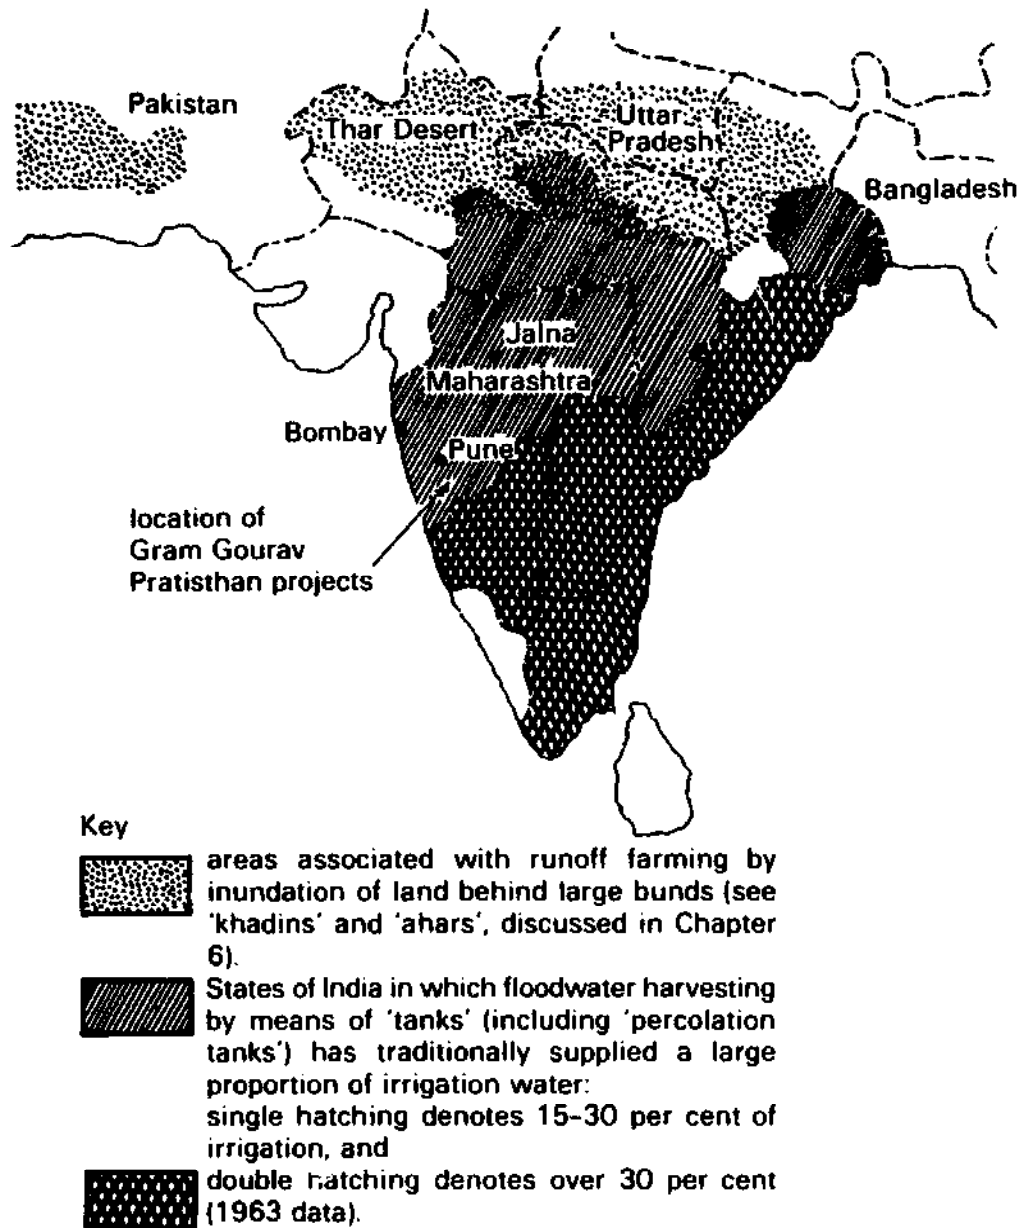 Pakistan
Thar Desert
Uttar
Pradesh
Bangladesh
Jalna
Maharashtra
Bombay
Pune
location of
Gram Gourav
Pratisthan projects
Key
areas associated with runoff farming by
inundation of land behind large bunds (see
'khadins' and 'ahars', discussed in Chapter
6).
States of India in which floodwater harvesting
by means of 'tanks' (including 'percolation
tanks') has traditionally supplied a large
proportion of irrigation water:
single hatching denotes 15-30 per cent of
irrigation, and
double hatching denotes over 30 per cent
(1963 data).